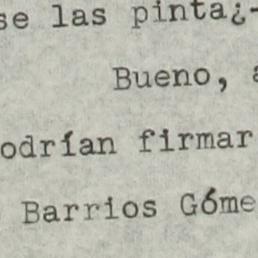 se las pinta¿-
Bueno, a
odrían firmar
Barrios Góme